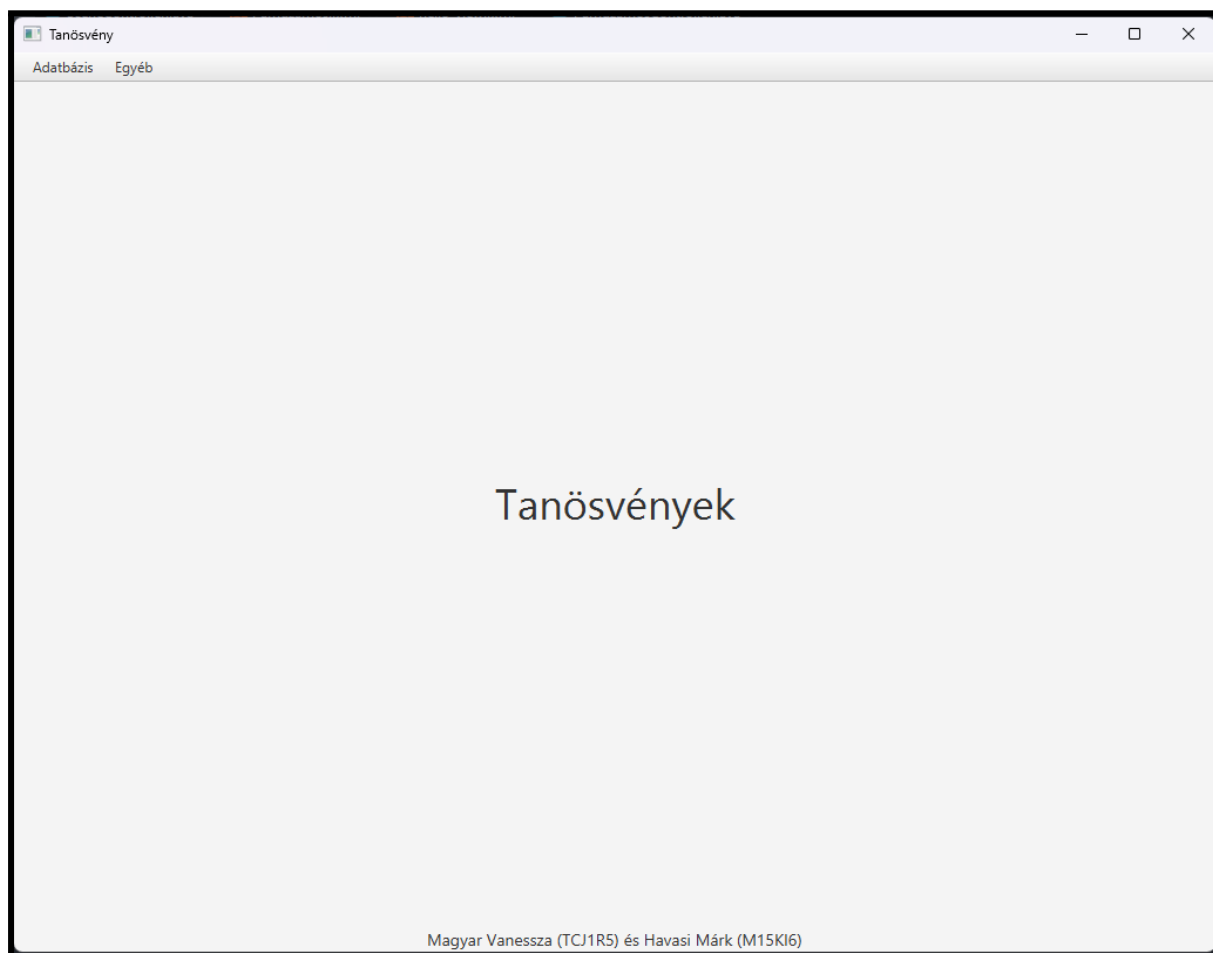 Tanösvény
Adatbázis Egyéb
Tanösvények
Magyar Vanessza (TCJ1R5) és Havasi Márk (M15KI6)